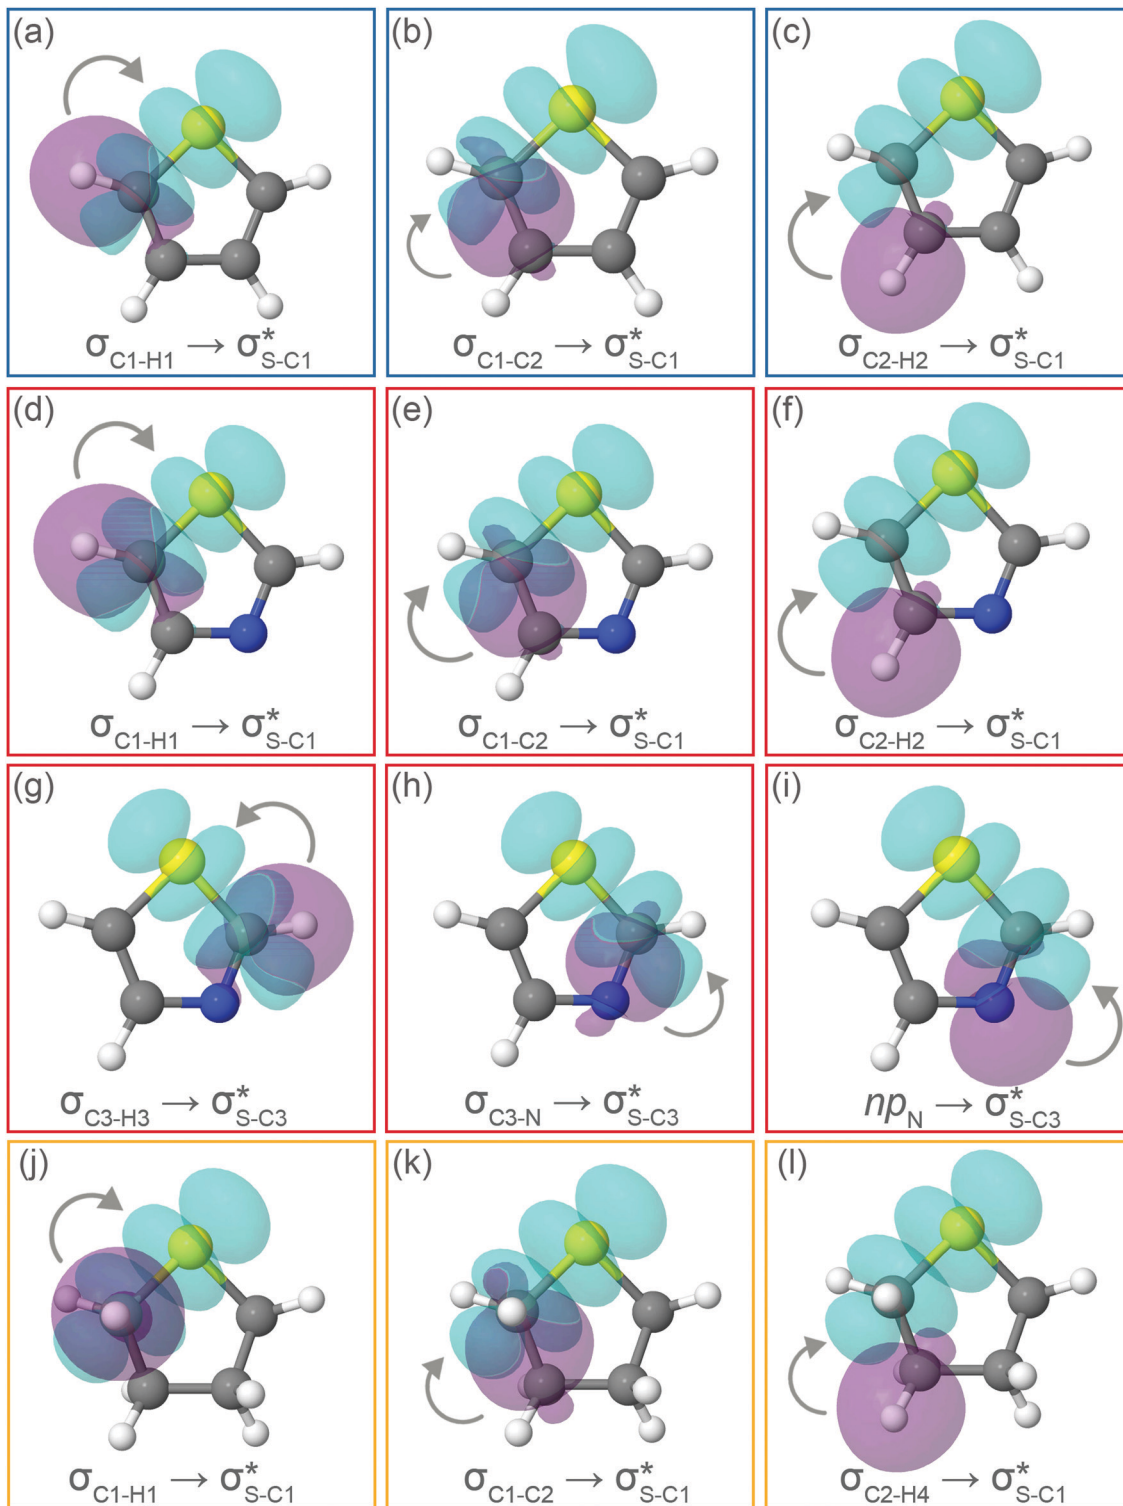 (a) (b) (c)
σC1-H1 → σ*S-C1 σC1-C2 → σ*S-C1 σC2-H2 → σ*S-C1
(d) (e) (f)
σC1-H1 → σ*S-C1 σC1-C2 → σ*S-C1 σC2-H2 → σ*S-C1
(g) (h) (i)
σC3-H3 → σ*S-C3 σC3-N → σ*S-C3 npN → σ*S-C3
(j) (k) (l)
σC1-H1 → σ*S-C1 σC1-C2 → σ*S-C1 σC2-H4 → σ*S-C1